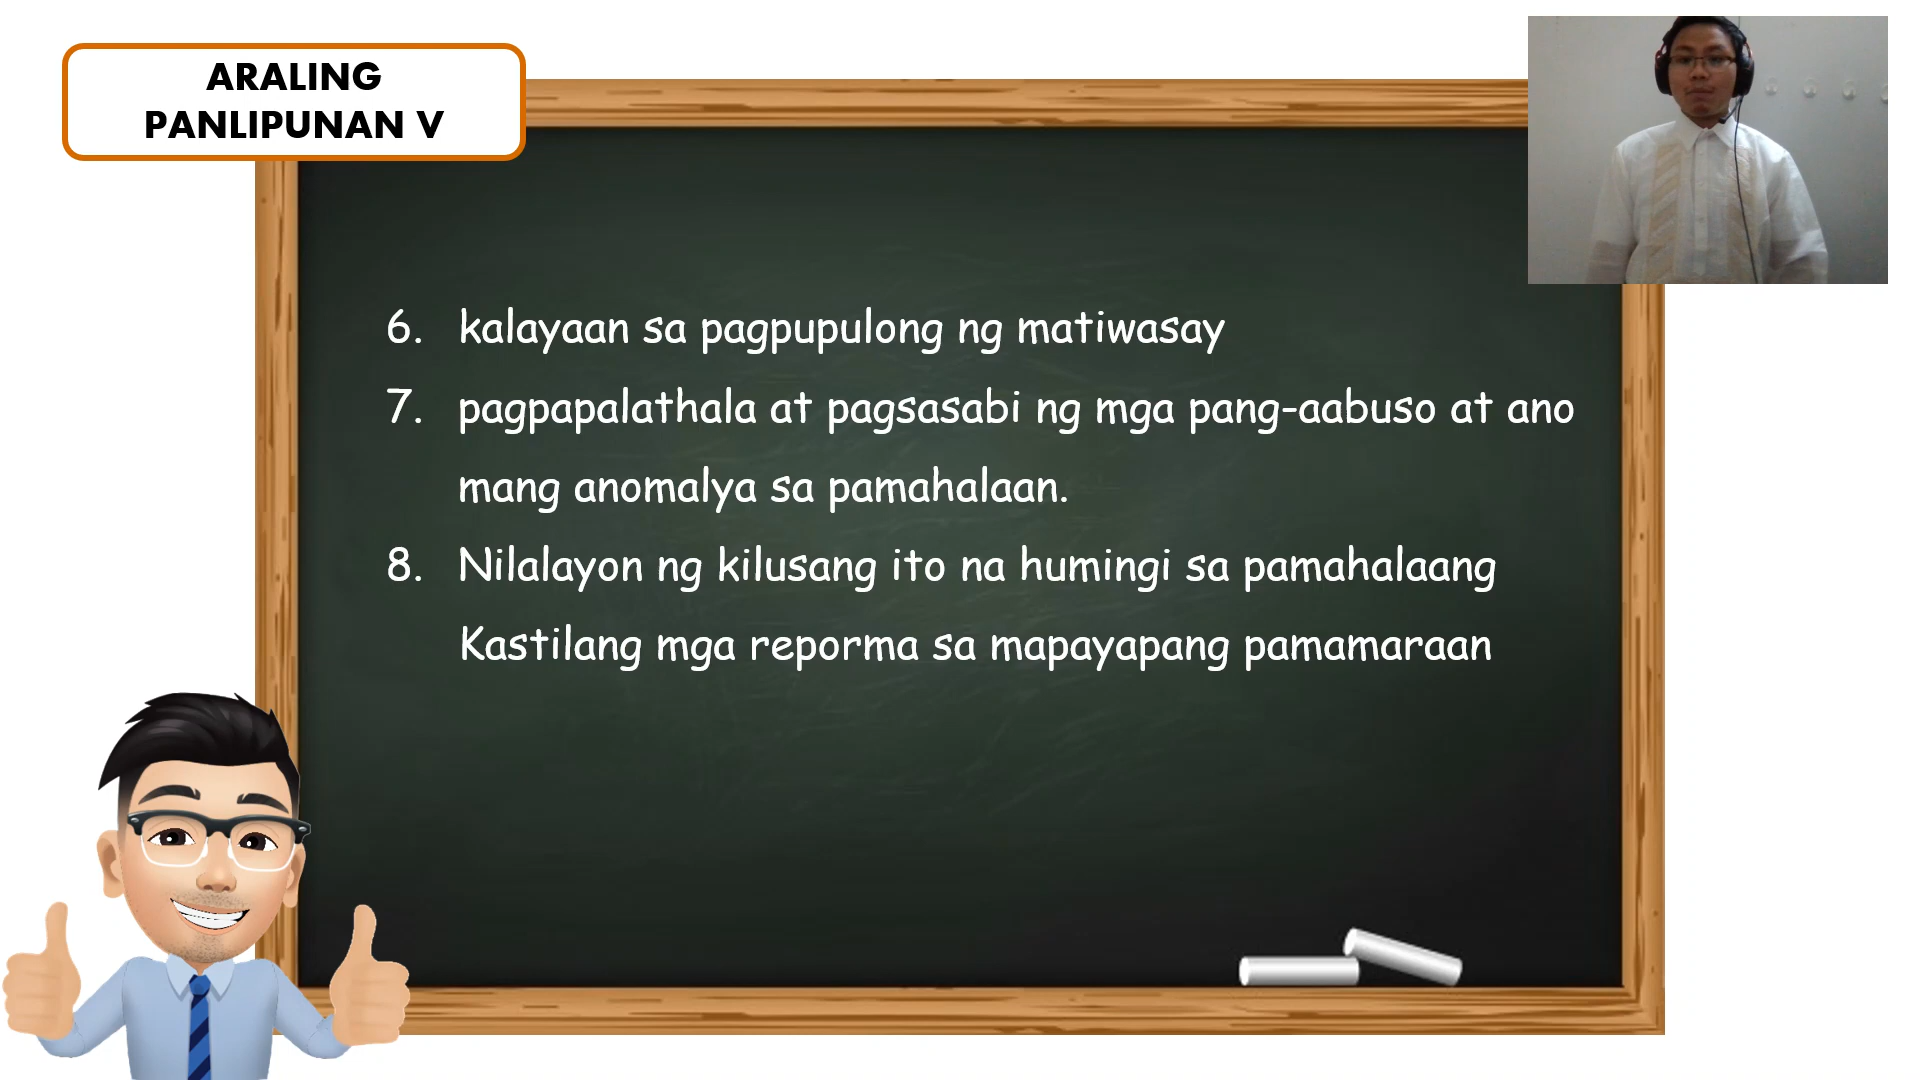 ARALING
PANLIPUNAN V
6. kalayaan sa pagpupulong ng matiwasay
7. pagpapalathala at pagsasabi ng mga pang-aabuso at ano
mang anomalya sa pamahalaan.
8. Nilalayon ng kilusang ito na humingi sa pamahalaang
Kastilang mga reporma sa mapayapang pamamaraan